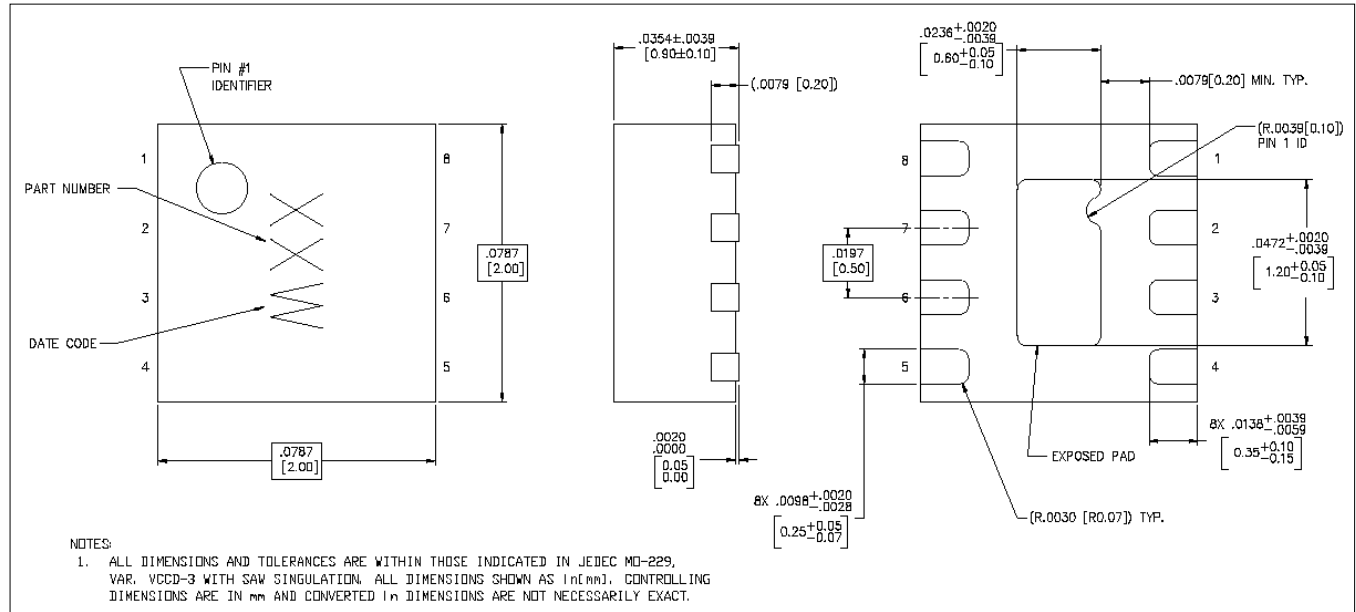 PIN #1
IDENTIFIER
PART NUMBER
DATE CODE
1
2
3
4
8
7
6
5
.0787
[2.00]
.0787
[2.00]
.0354±.0039
[0.90±0.10]
(.0079 [0.20])
.0020
.0000
[0.05
0.00]
.0236+.0020
-.0039
[0.60+0.05
-0.10]
.0079[0.20] MIN. TYP.
(R.0039[0.10])
PIN 1 ID
8
7
6
5
1
2
3
4
.0197
[0.50]
.0472+.0020
-.0039
[1.20+0.05
-0.10]
8X .0138+.0039
-.0059
[0.35+0.10
-0.15]
EXPOSED PAD
8X .0098+.0020
-.0028
[0.25+0.05
-0.07]
(R.0030 [R0.07]) TYP.
NOTES:
1. ALL DIMENSIONS AND TOLERANCES ARE WITHIN THOSE INDICATED IN JEDEC MO-229,
VAR. VCCD-3 WITH SAW SINGULATION. ALL DIMENSIONS SHOWN AS in[mm]. CONTROLLING
DIMENSIONS ARE IN mm AND CONVERTED in DIMENSIONS ARE NOT NECESSARILY EXACT.